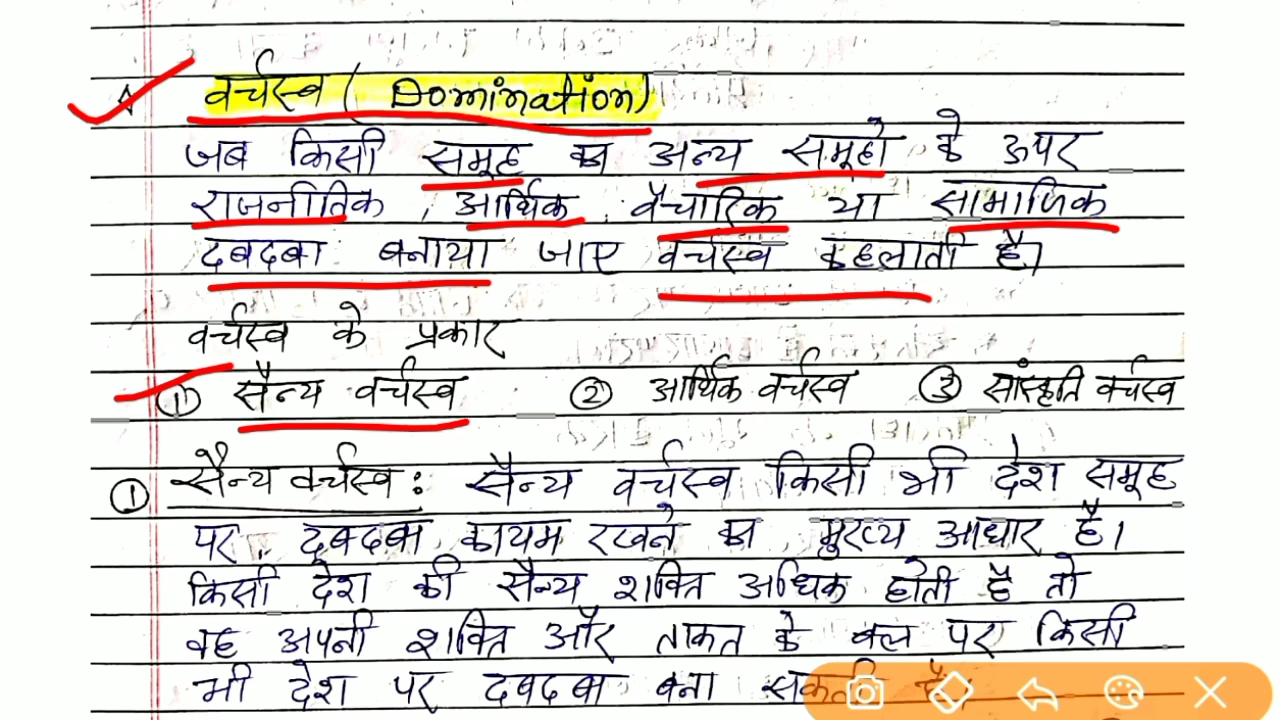 वर्चस्व ( Domination)
जब किसी समूह का अन्य समूहो के ऊपर
राजनीतिक , आर्थिक , वैचारिक या सामाजिक
दबदबा बनाया जाए वर्चस्व कहलाती है।
वर्चस्व के प्रकार
① सैन्य वर्चस्व ② आर्थिक वर्चस्व ③ सांस्कृति वर्चस्व
① सैन्य वर्चस्व : सैन्य वर्चस्व किसी भी देश समूह
पर दबदबा कायम रखने का मुख्य आधार है।
किसी देश की सैन्य शक्ति अधिक होती है तो
वह अपनी शक्ति और ताकत के बल पर किसी
भी देश पर दबदबा बना सकती है